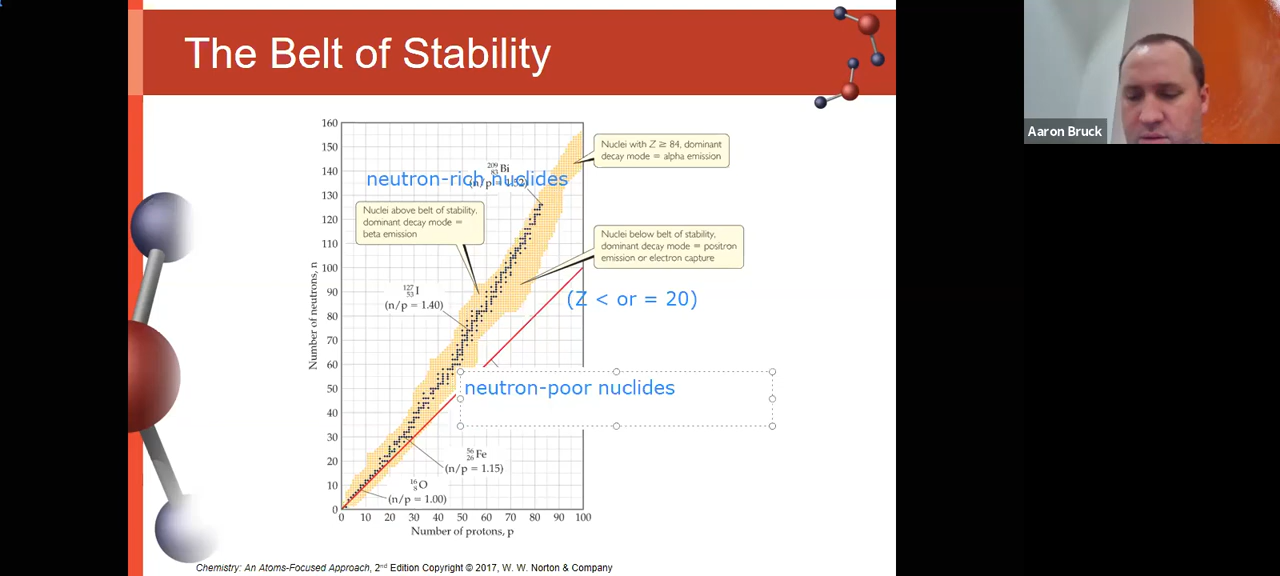 The Belt of Stability
Aaron Bruck
160
150
140
130
120
110
100
90
80
70
60
50
40
30
20
10
0
Number of neutrons, n
0 10 20 30 40 50 60 70 80 90 100
Number of protons, p
Nuclei with Z ≥ 84, dominant
decay mode = alpha emission
209
83 Bi
(n/p = 1.52)
neutron-rich nuclides
Nuclei above belt of stability,
dominant decay mode =
beta emission
Nuclei below belt of stability,
dominant decay mode = positron
emission or electron capture
127
53 I
(n/p = 1.40)
(Z < or = 20)
neutron-poor nuclides
56
26 Fe
(n/p = 1.15)
16
8 O
(n/p = 1.00)
Chemistry: An Atoms-Focused Approach, 2nd Edition Copyright © 2017, W. W. Norton & Company